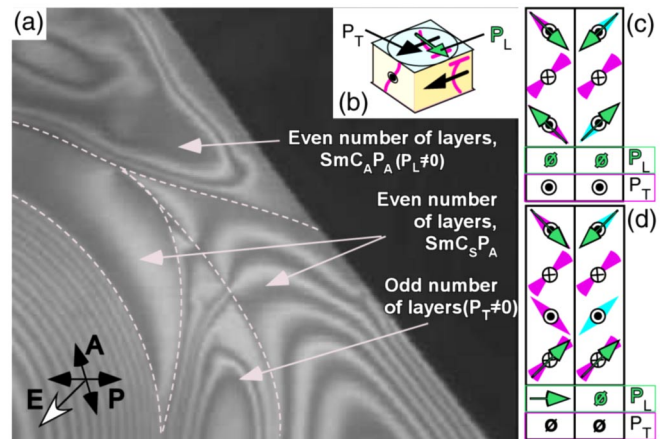 (a)
P_T
P_L
(b)
Even number of layers,
SmC_AP_A (P_L≠0)
Even number
of layers,
SmC_SP_A
Odd number
of layers(P_T≠0)
A
E
P
(c)
ø ø P_L
P_T
(d)
ø P_L
ø ø P_T